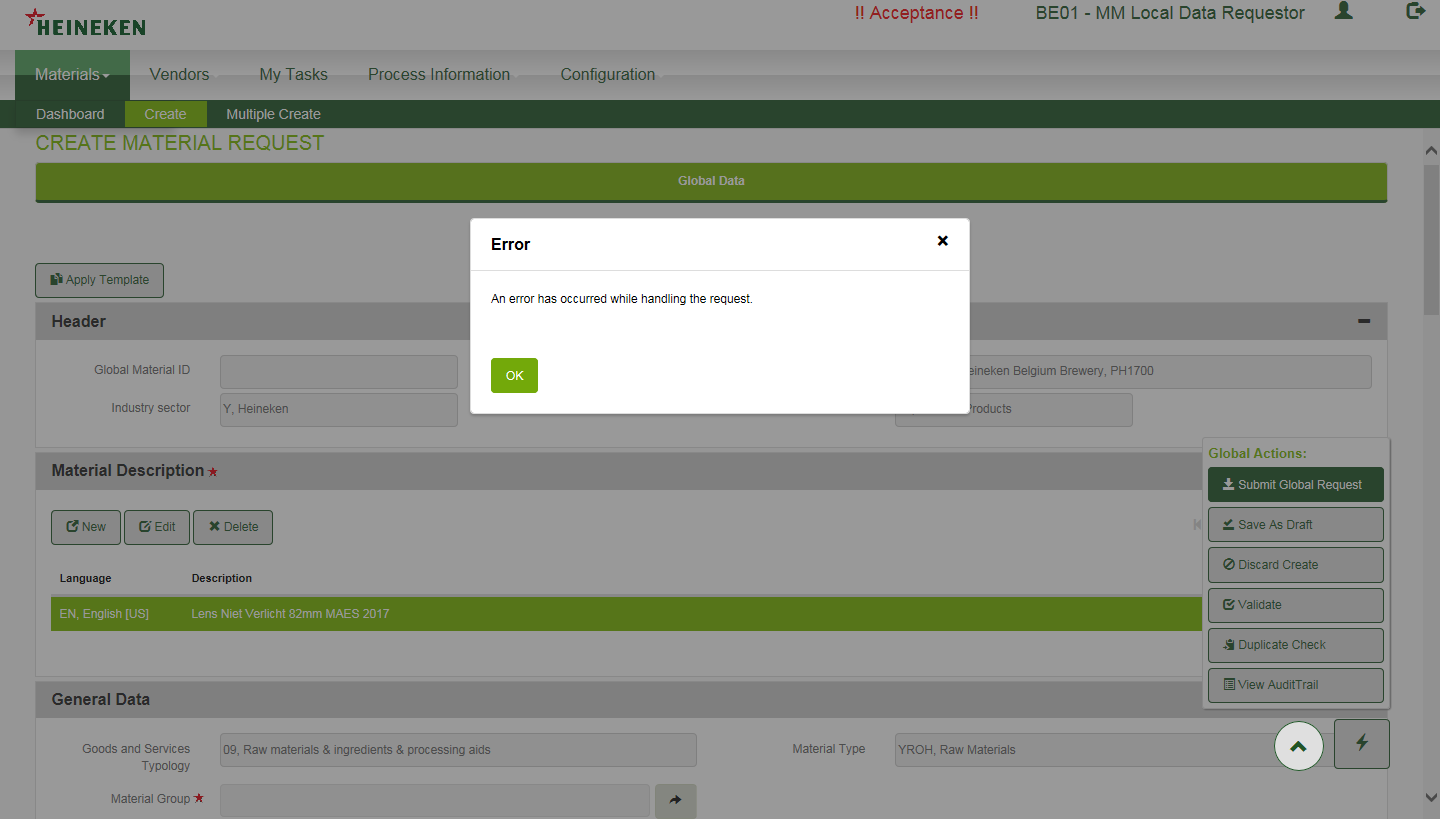 HEINEKEN
!! Acceptance !!
BE01 - MM Local Data Requestor
Materials
Vendors
My Tasks
Process Information
Configuration
Dashboard
Create
Multiple Create
CREATE MATERIAL REQUEST
Global Data
Error
An error has occurred while handling the request.
OK
Apply Template
Header
Global Material ID
eineken Belgium Brewery, PH1700
Industry sector
Y, Heineken
Products
Material Description
Global Actions:
Submit Global Request
Save As Draft
Discard Create
Validate
Duplicate Check
View AuditTrail
New
Edit
Delete
Language
Description
EN, English [US]
Lens Niet Verlicht 82mm MAES 2017
General Data
Goods and Services
Typology
09, Raw materials & ingredients & processing aids
Material Type
YROH, Raw Materials
Material Group